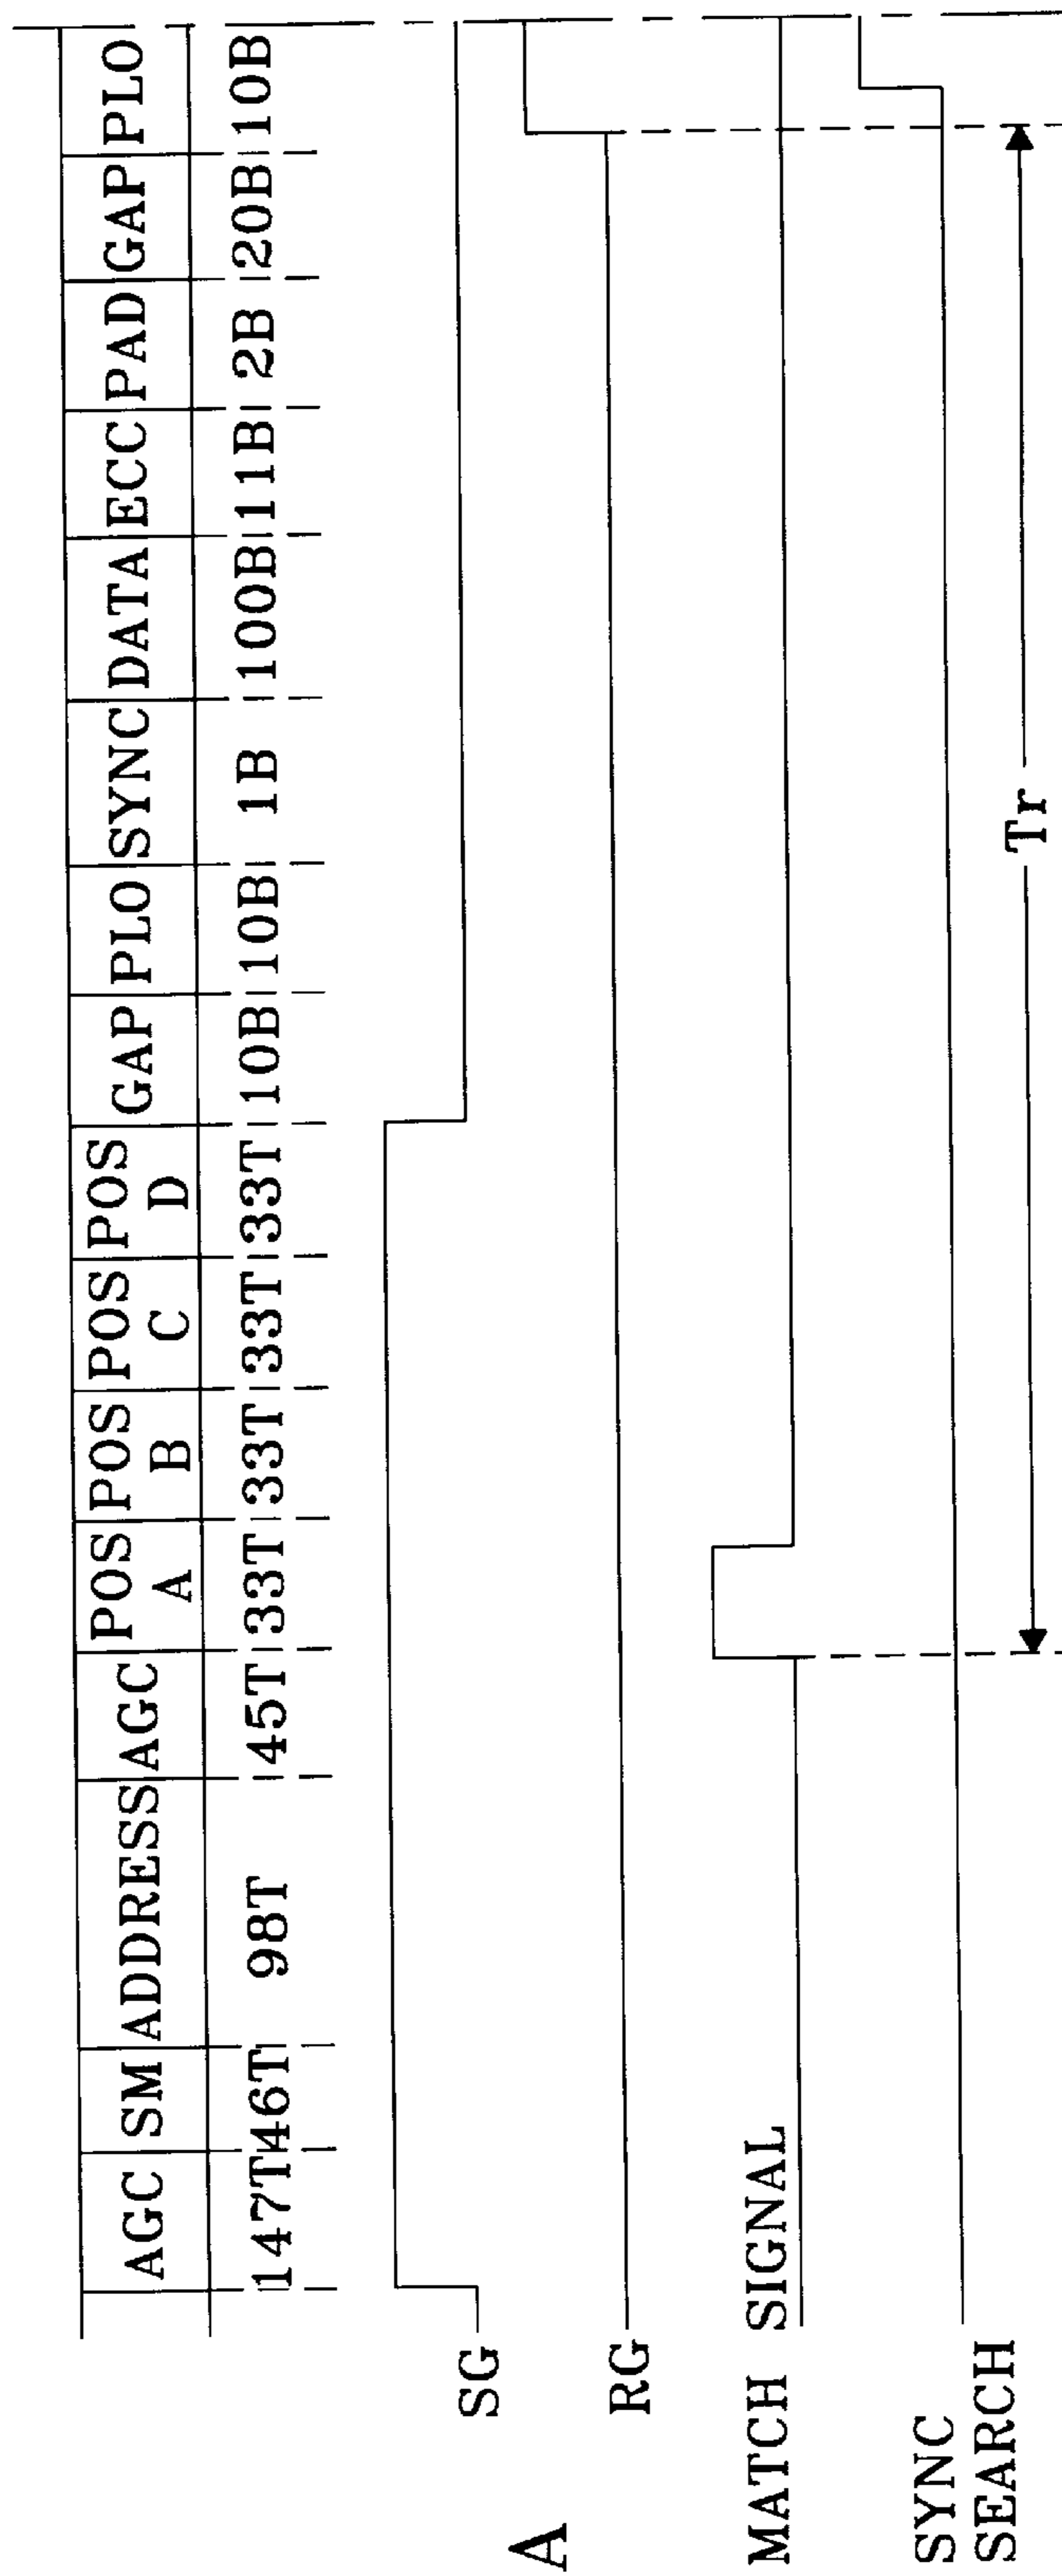 AGC SM ADDRESS AGC POS A POS B POS C POS D GAP PLO SYNC DATA ECC PAD GAP PLO
147T 46T 98T 45T 33T 33T 33T 33T 10B 10B 1B 100B 11B 2B 20B 10B
SG
A
RG
MATCH SIGNAL
SYNC
SEARCH
Tr